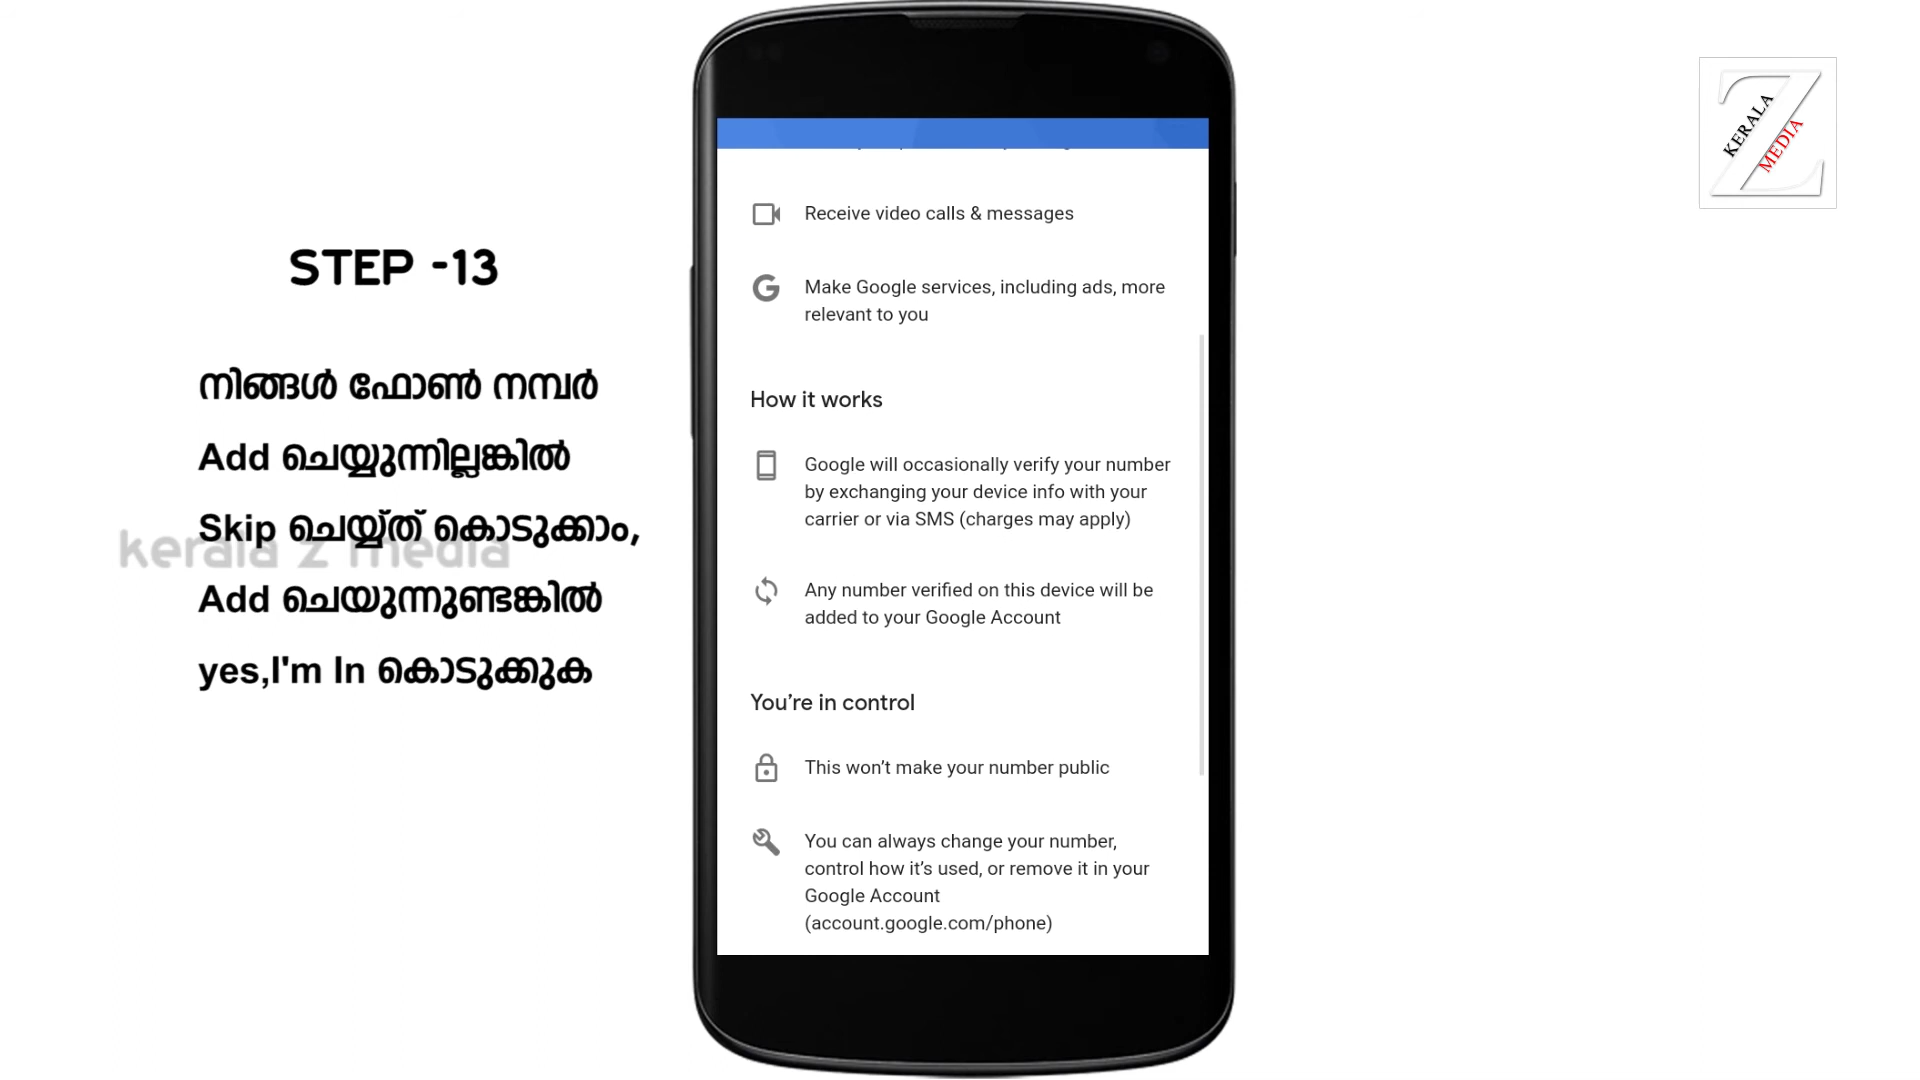 STEP -13
നിങ്ങൾ ഫോൺ നമ്പർ
Add ചെയ്യുന്നില്ലങ്കിൽ
Skip ചെയ്ത് കൊടുക്കാം,
Add ചെയുന്നുണ്ടങ്കിൽ
yes,I'm In കൊടുക്കുക
kerala z media
Receive video calls & messages
Make Google services, including ads, more
relevant to you
How it works
Google will occasionally verify your number
by exchanging your device info with your
carrier or via SMS (charges may apply)
Any number verified on this device will be
added to your Google Account
You’re in control
This won’t make your number public
You can always change your number,
control how it’s used, or remove it in your
Google Account
(account.google.com/phone)
KERALA
Z
MEDIA